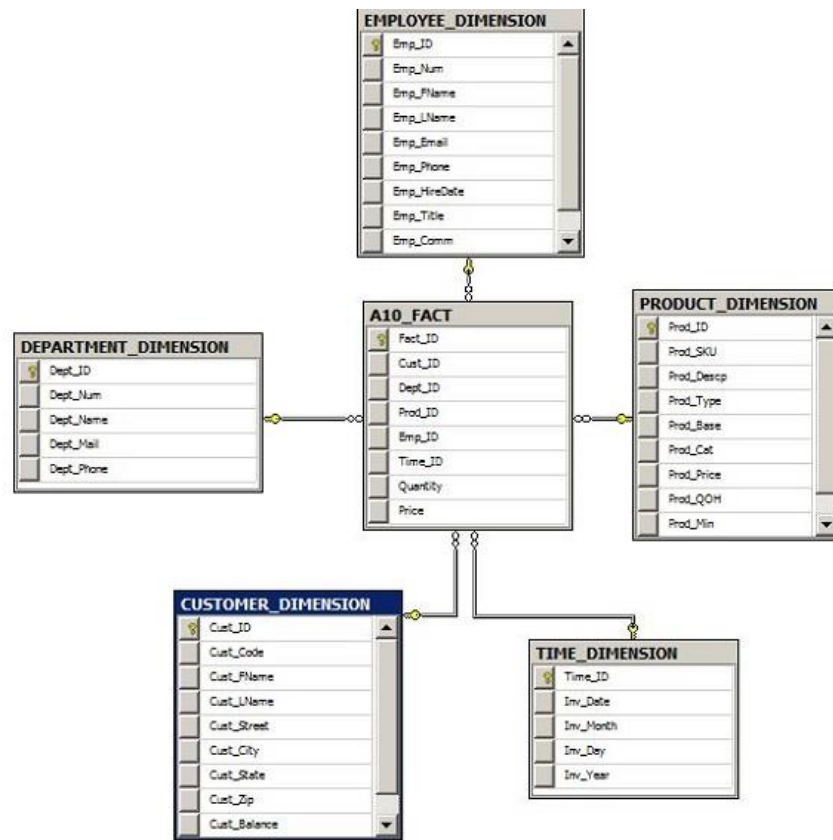 EMPLOYEE_DIMENSION
Emp_ID
Emp_Num
Emp_FName
Emp_LName
Emp_Email
Emp_Phone
Emp_HireDate
Emp_Title
Emp_Comm
A10_FACT
Fact_ID
Cust_ID
Dept_ID
Prod_ID
Emp_ID
Time_ID
Quantity
Price
PRODUCT_DIMENSION
Prod_ID
Prod_SKU
Prod_Descp
Prod_Type
Prod_Base
Prod_Cat
Prod_Price
Prod_QOH
Prod_Min
DEPARTMENT_DIMENSION
Dept_ID
Dept_Num
Dept_Name
Dept_Mail
Dept_Phone
CUSTOMER_DIMENSION
Cust_ID
Cust_Code
Cust_FName
Cust_LName
Cust_Street
Cust_City
Cust_State
Cust_Zip
Cust_Balance
TIME_DIMENSION
Time_ID
Inv_Date
Inv_Month
Inv_Day
Inv_Year